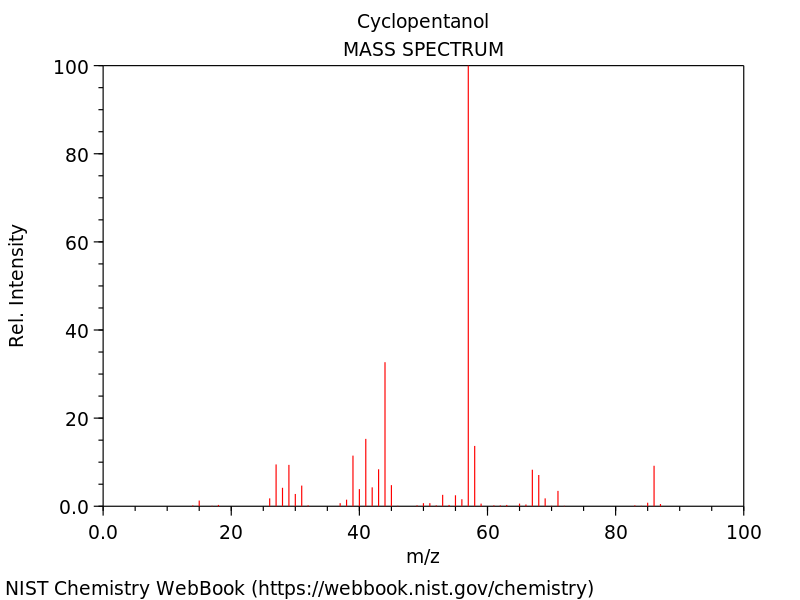 Cyclopentanol
MASS SPECTRUM
100
80
60
40
20
0.0
Rel. Intensity
0.0 20 40 60 80 100
m/z
NIST Chemistry WebBook (https://webbook.nist.gov/chemistry)